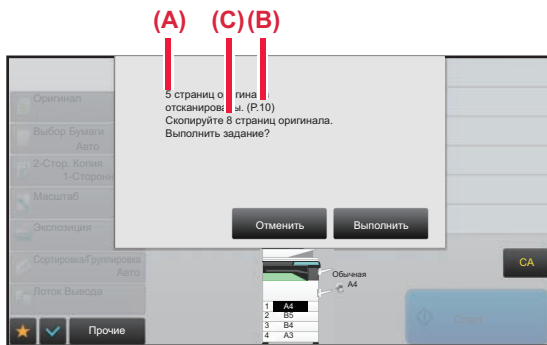 (A) (C) (B)
5 страниц оригинала
отсканированы. (P.10)
Скопируйте 8 страниц оригинала.
Выполнить задание?
Отменить
Выполнить
Оригинал
Выбор Бумаги
Авто
2-Стор. Копия
1-Сторонн
Масштаб
Экспозиция
Сортировка/Группировка
Авто
Лоток Вывода
Прочие
Обычная
A4
1 A4
2 B5
3 B4
4 A3
CA
Старт